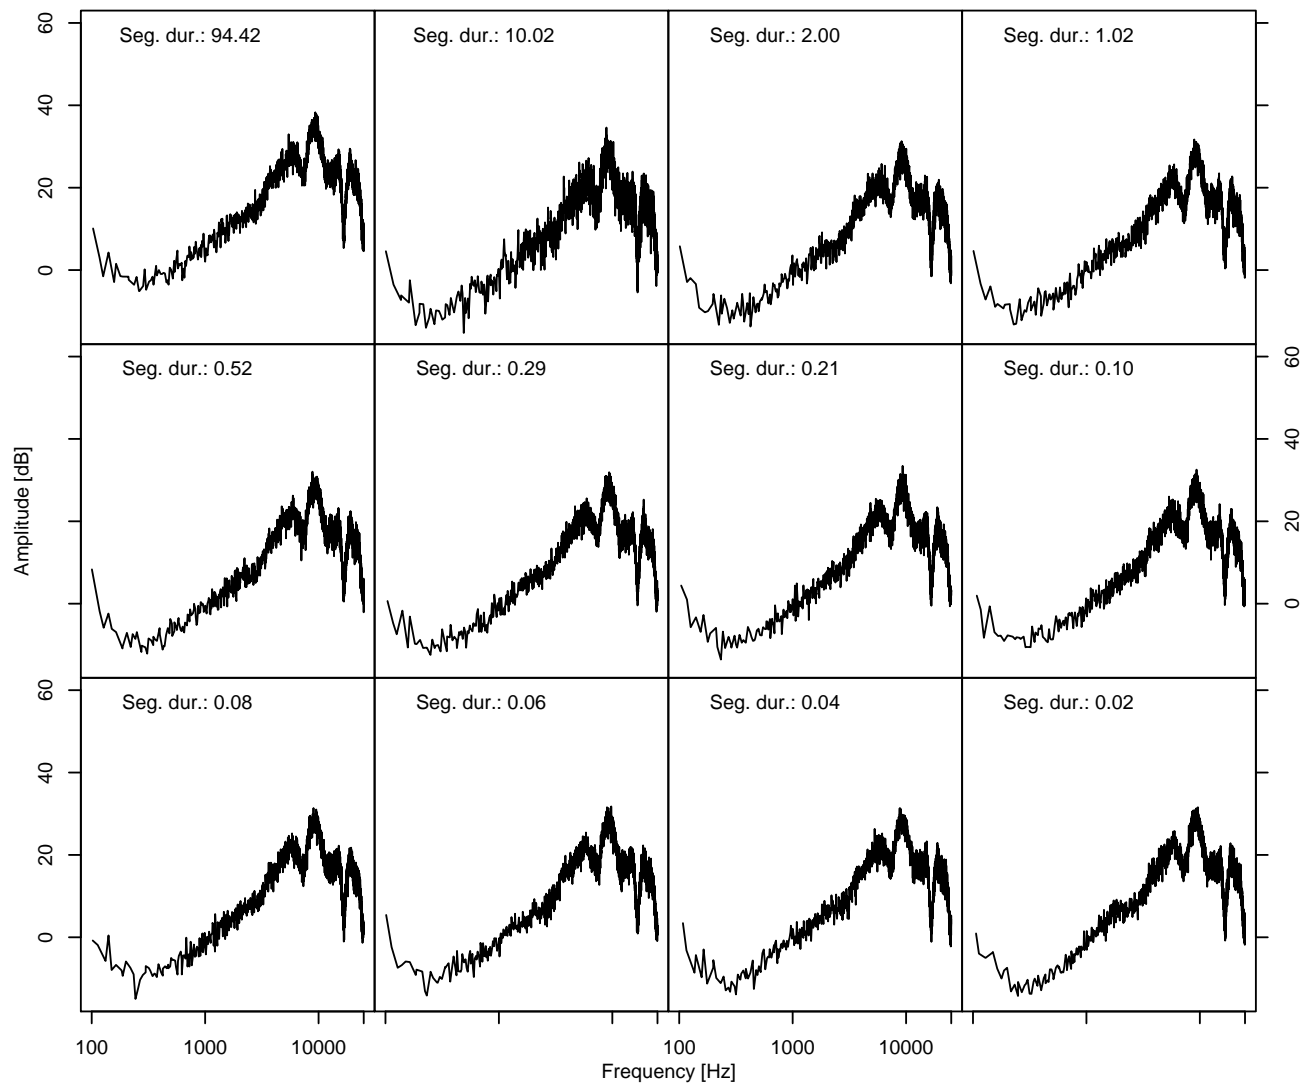 60
Seg. dur.: 94.42
Seg. dur.: 10.02
Seg. dur.: 2.00
Seg. dur.: 1.02
40
20
0
Seg. dur.: 0.52
Seg. dur.: 0.29
Seg. dur.: 0.21
Seg. dur.: 0.10
60
40
20
0
Amplitude [dB]
60
Seg. dur.: 0.08
Seg. dur.: 0.06
Seg. dur.: 0.04
Seg. dur.: 0.02
40
20
0
100 1000 10000 100 1000 10000
Frequency [Hz]